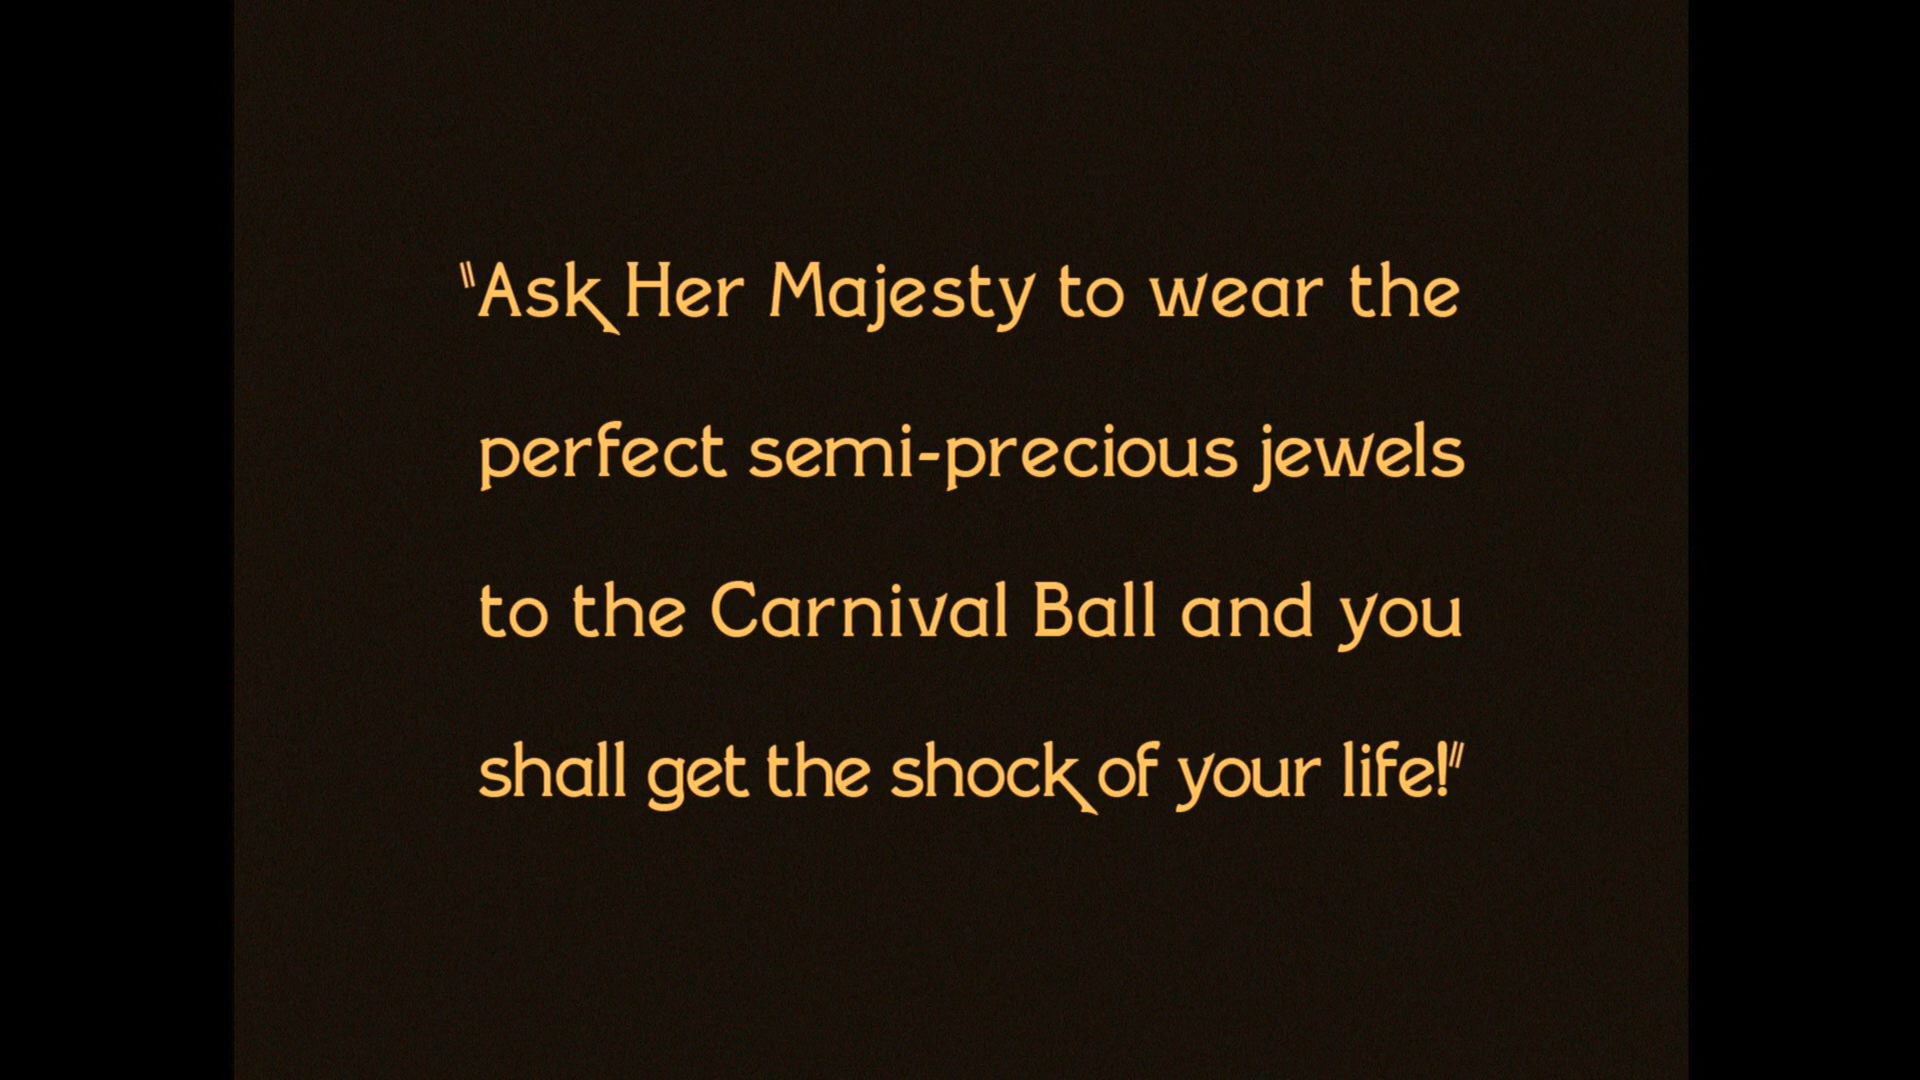 "Ask Her Majesty to wear the
perfect semi-precious jewels
to the Carnival Ball and you
shall get the shock of your life!"